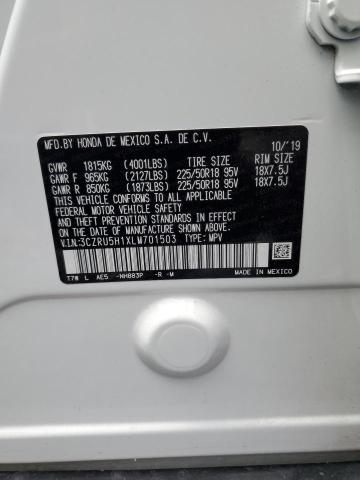 MFD.BY HONDA DE MEXICO S.A. DE C.V.
10/'19
GVWR 1815KG (4001LBS) TIRE SIZE RIM SIZE
GAWR F 965KG (2127LBS) 225/50R18 95V 18X7.5J
GAWR R 850KG (1873LBS) 225/50R18 95V 18X7.5J
THIS VEHICLE CONFORMS TO ALL APPLICABLE
FEDERAL MOTOR VEHICLE SAFETY AND THEFT
PREVENTION STANDARDS IN EFFECT ON THE DATE
OF MANUFACTURE SHOWN ABOVE.
V.I.N:3CZRU5H1XLM701503 TYPE: MPV
T7W L AE5 -NH883P -R -M
MADE IN MEXICO